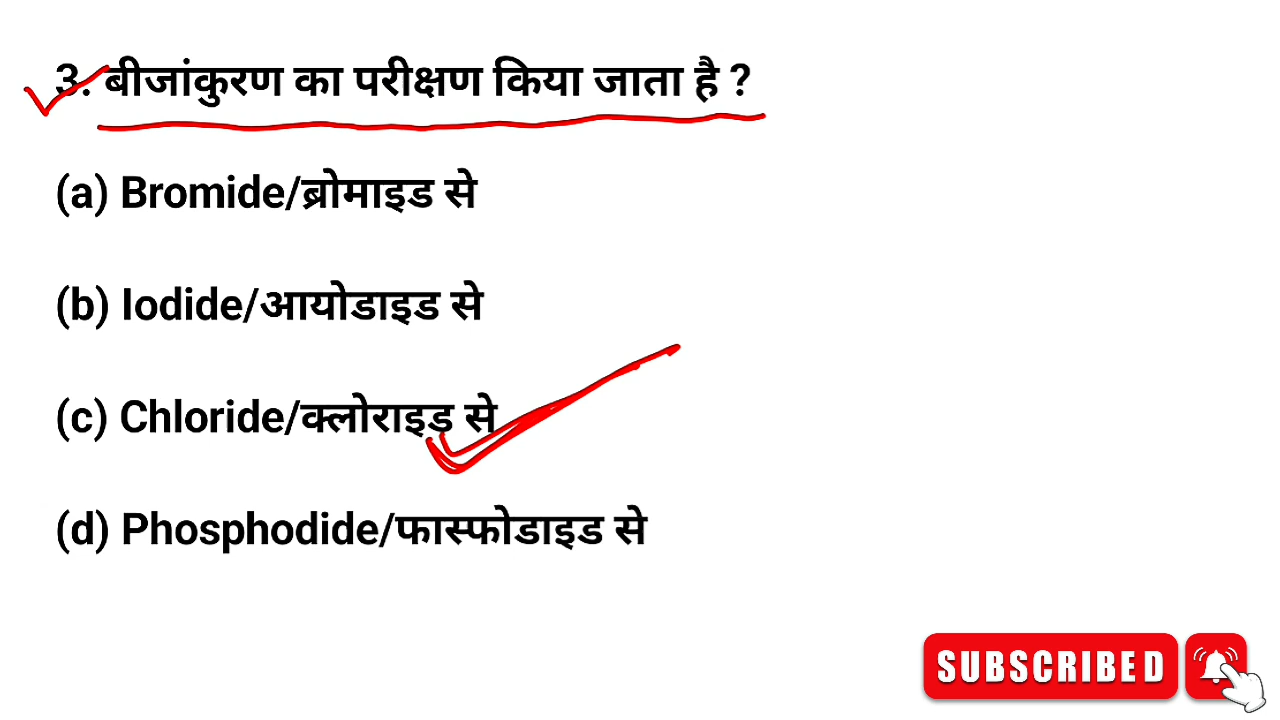 3. बीजांकुरण का परीक्षण किया जाता है ?
(a) Bromide/ब्रोमाइड से
(b) Iodide/आयोडाइड से
(c) Chloride/क्लोराइड से
(d) Phosphodide/फास्फोडाइड से
SUBSCRIBED